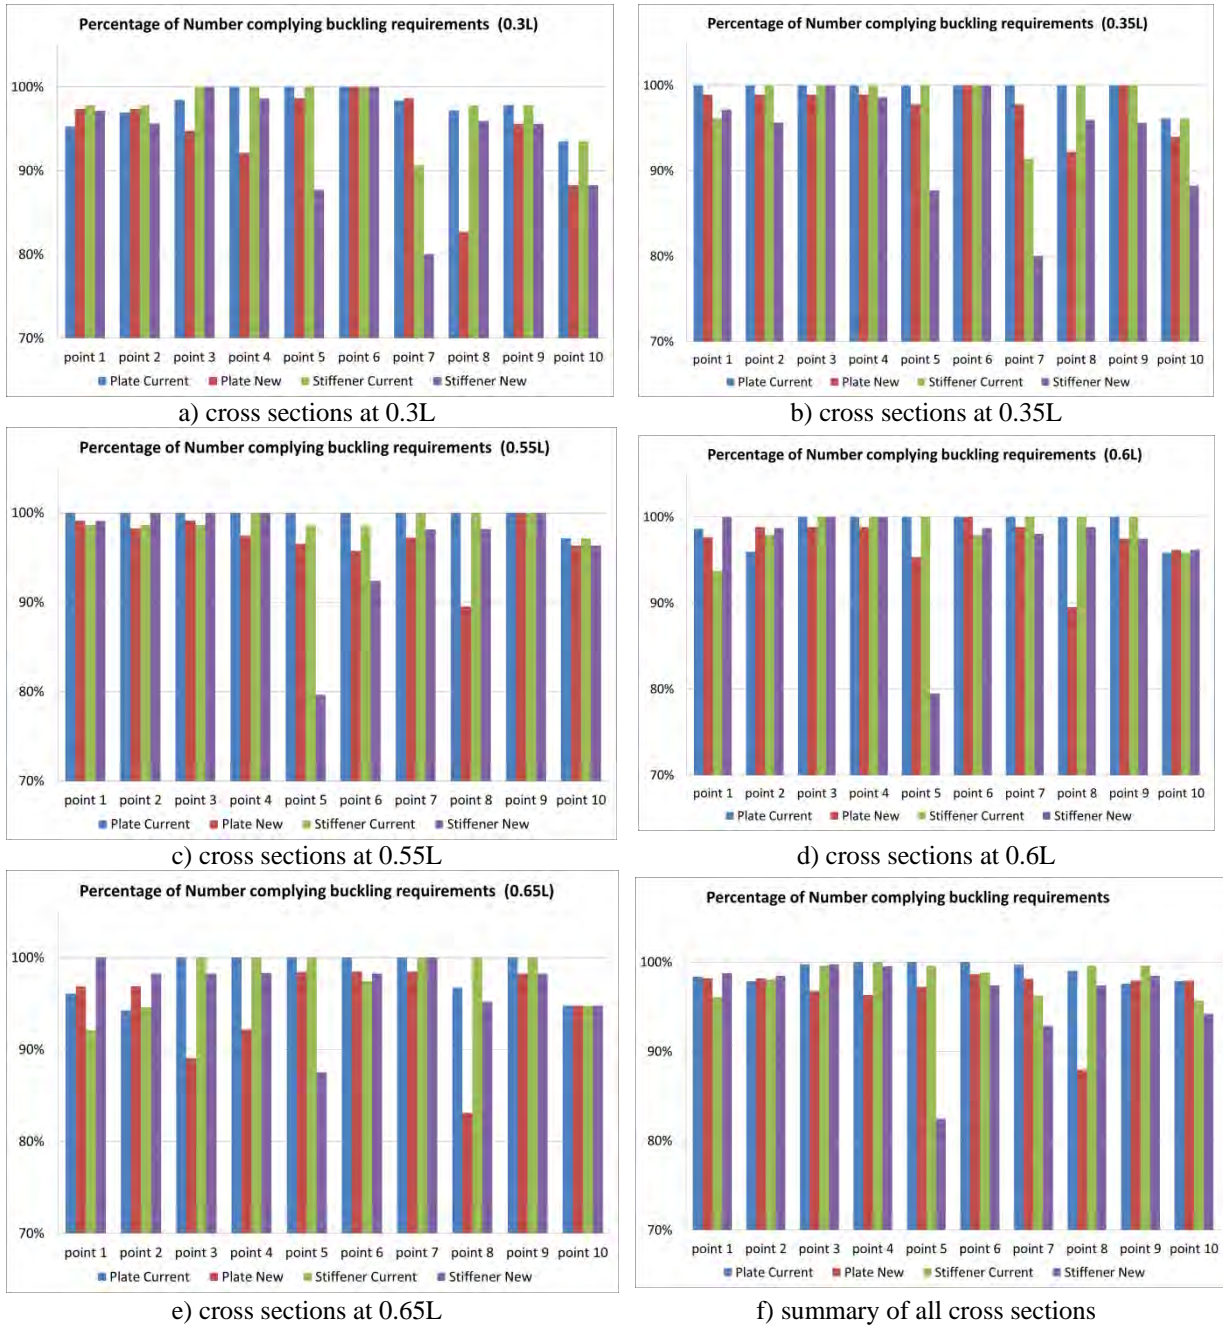 Percentage of Number complying buckling requirements (0.3L)
100%
90%
80%
70%
point 1 point 2 point 3 point 4 point 5 point 6 point 7 point 8 point 9 point 10
Plate Current Plate New Stiffener Current Stiffener New
a) cross sections at 0.3L
Percentage of Number complying buckling requirements (0.35L)
100%
90%
80%
70%
point 1 point 2 point 3 point 4 point 5 point 6 point 7 point 8 point 9 point 10
Plate Current Plate New Stiffener Current Stiffener New
b) cross sections at 0.35L
Percentage of Number complying buckling requirements (0.55L)
100%
90%
80%
70%
point 1 point 2 point 3 point 4 point 5 point 6 point 7 point 8 point 9 point 10
Plate Current Plate New Stiffener Current Stiffener New
c) cross sections at 0.55L
Percentage of Number complying buckling requirements (0.6L)
100%
90%
80%
70%
point 1 point 2 point 3 point 4 point 5 point 6 point 7 point 8 point 9 point 10
Plate Current Plate New Stiffener Current Stiffener New
d) cross sections at 0.6L
Percentage of Number complying buckling requirements (0.65L)
100%
90%
80%
70%
point 1 point 2 point 3 point 4 point 5 point 6 point 7 point 8 point 9 point 10
Plate Current Plate New Stiffener Current Stiffener New
e) cross sections at 0.65L
Percentage of Number complying buckling requirements
100%
90%
80%
70%
point 1 point 2 point 3 point 4 point 5 point 6 point 7 point 8 point 9 point 10
Plate Current Plate New Stiffener Current Stiffener New
f) summary of all cross sections